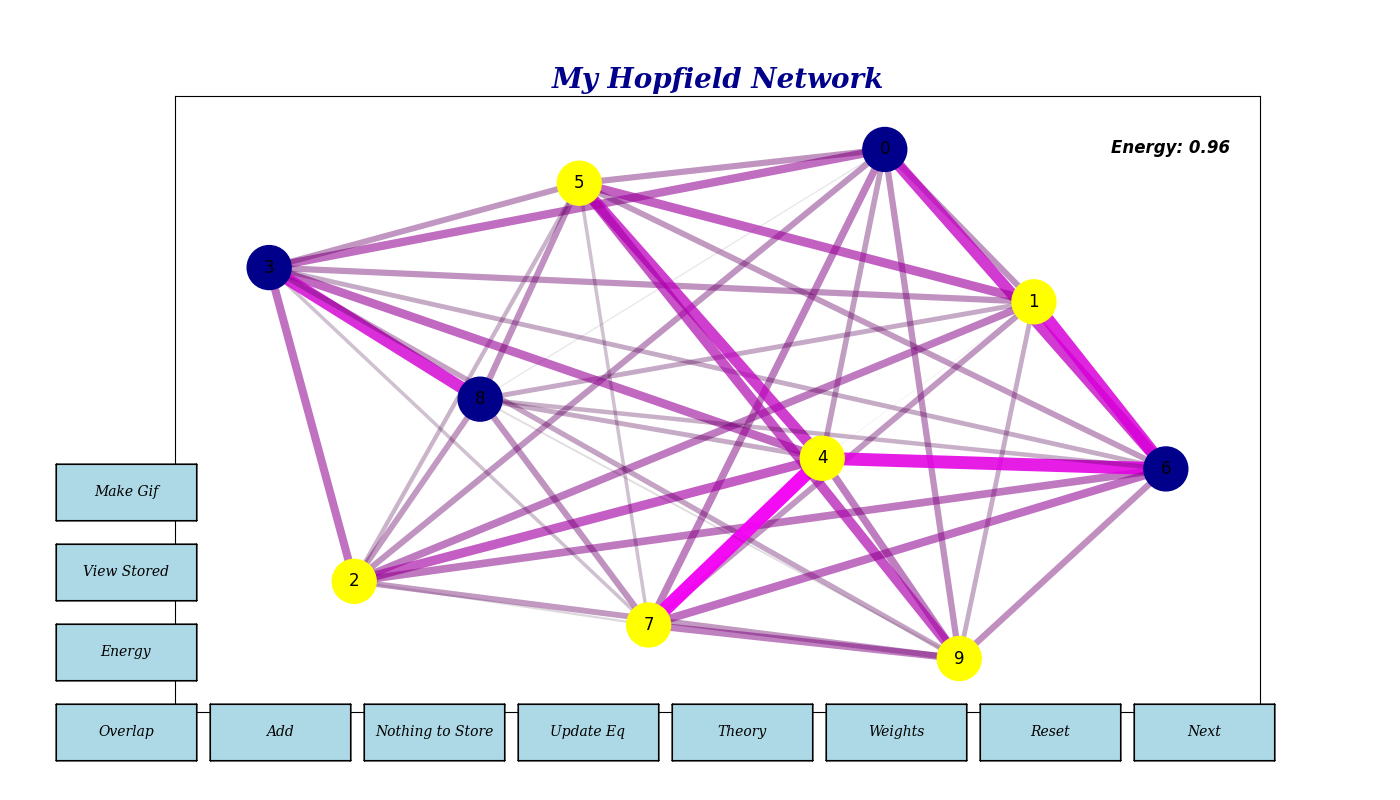 My Hopfield Network
Energy: 0.96
0
5
3
1
8
4
6
2
7
9
Make Gif
View Stored
Energy
Overlap
Add
Nothing to Store
Update Eq
Theory
Weights
Reset
Next